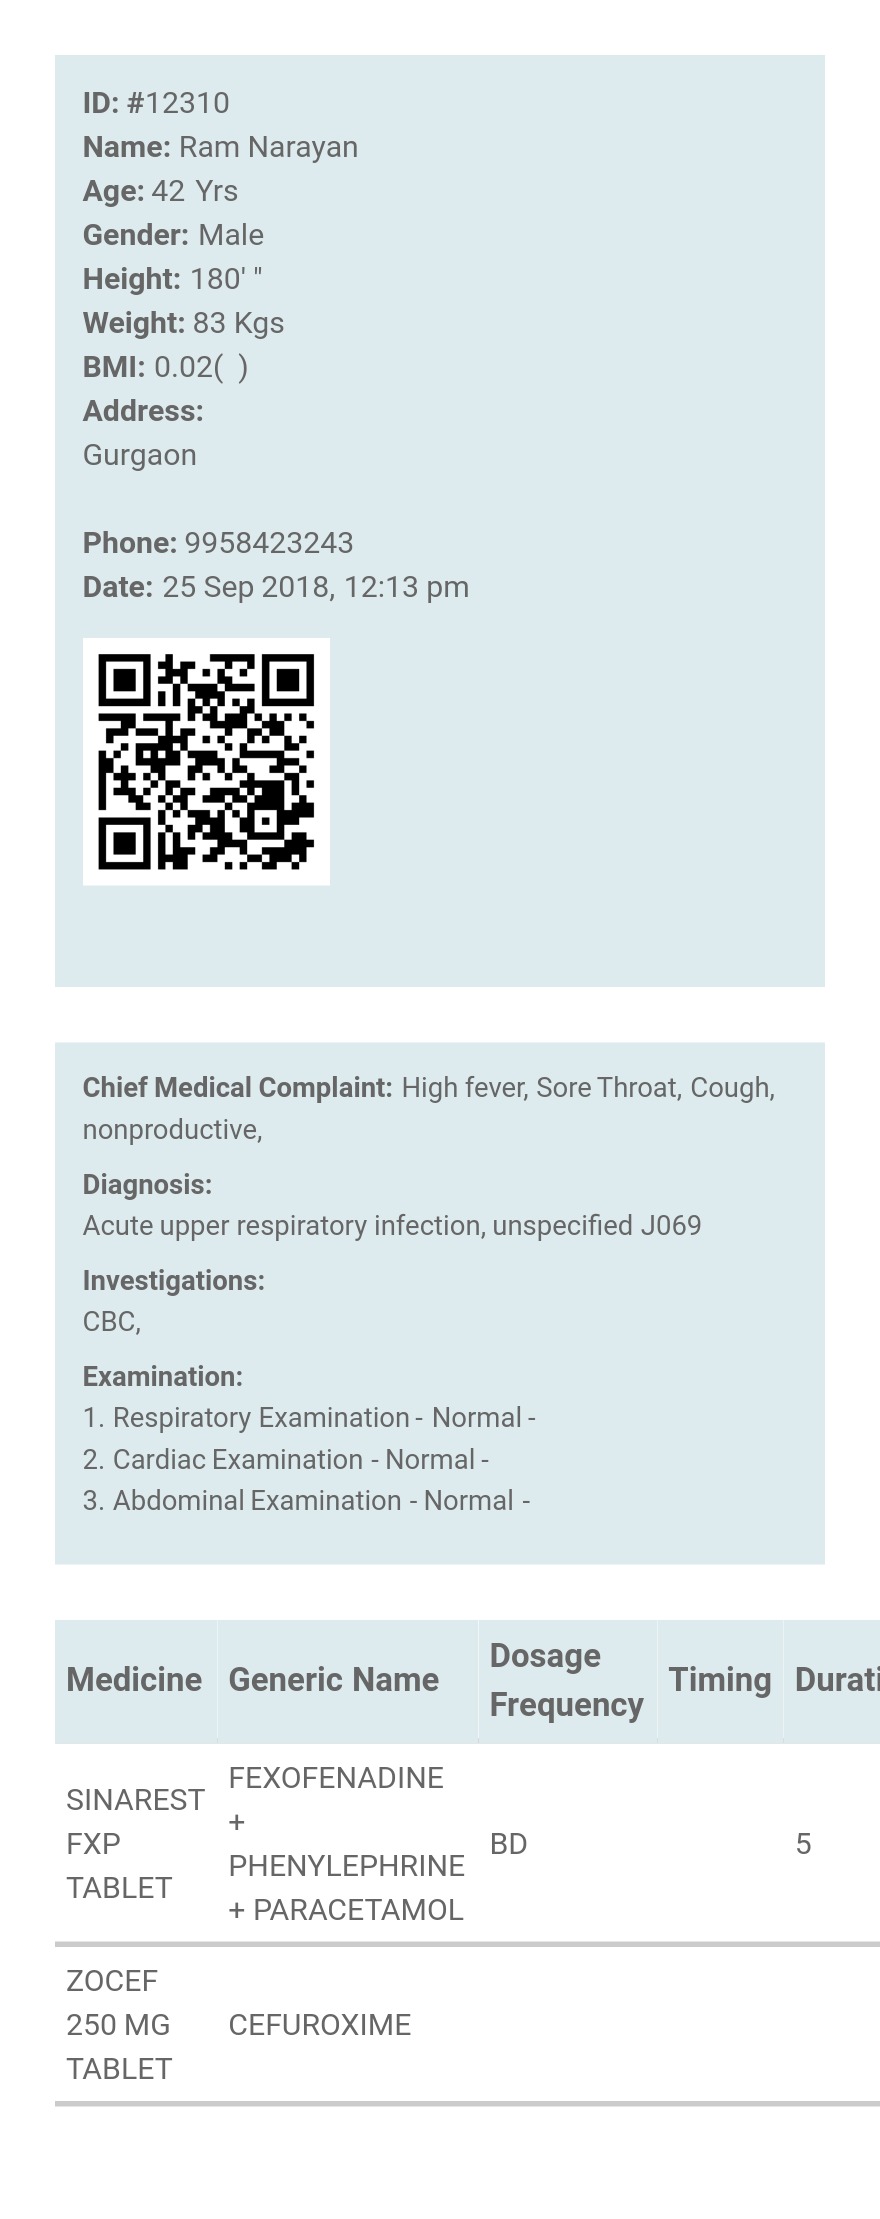 ID: #12310
Name: Ram Narayan
Age: 42 Yrs
Gender: Male
Height: 180' "
Weight: 83 Kgs
BMI: 0.02( )
Address:
Gurgaon
Phone: 9958423243
Date: 25 Sep 2018, 12:13 pm
Chief Medical Complaint: High fever, Sore Throat, Cough,
nonproductive,
Diagnosis:
Acute upper respiratory infection, unspecified J069
Investigations:
CBC,
Examination:
1. Respiratory Examination - Normal -
2. Cardiac Examination - Normal -
3. Abdominal Examination - Normal -
Medicine Generic Name Dosage Frequency Timing Durati
SINAREST
FXP
TABLET
FEXOFENADINE
+
PHENYLEPHRINE
+ PARACETAMOL
BD
5
ZOCEF
250 MG
TABLET
CEFUROXIME